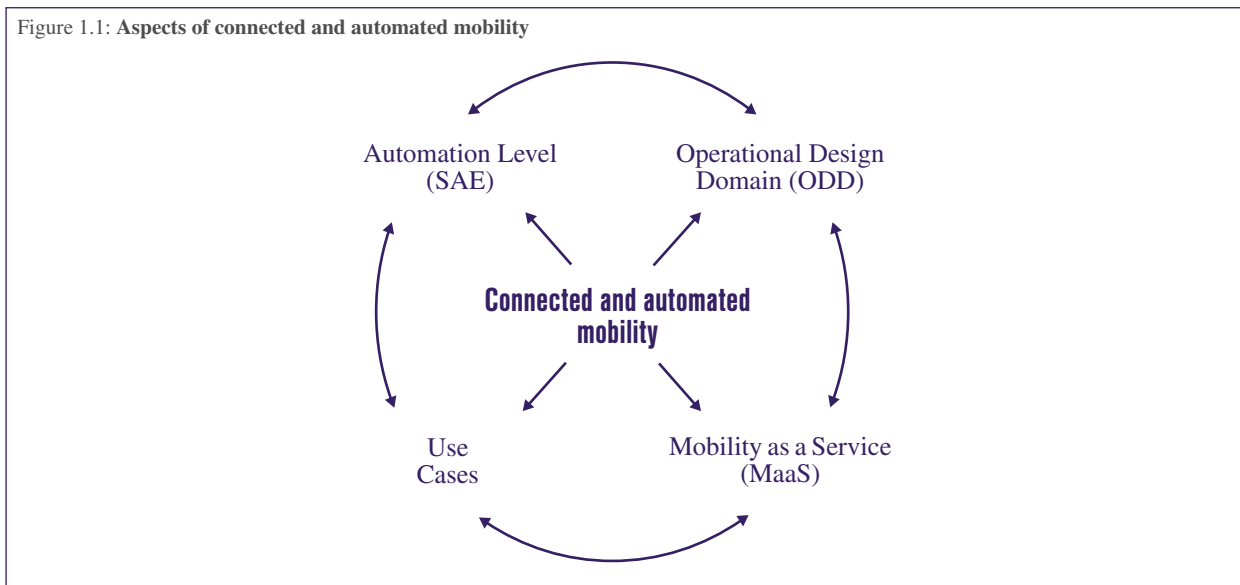 Figure 1.1: Aspects of connected and automated mobility
Automation Level
(SAE)
Operational Design
Domain (ODD)
Connected and automated
mobility
Use
Cases
Mobility as a Service
(MaaS)